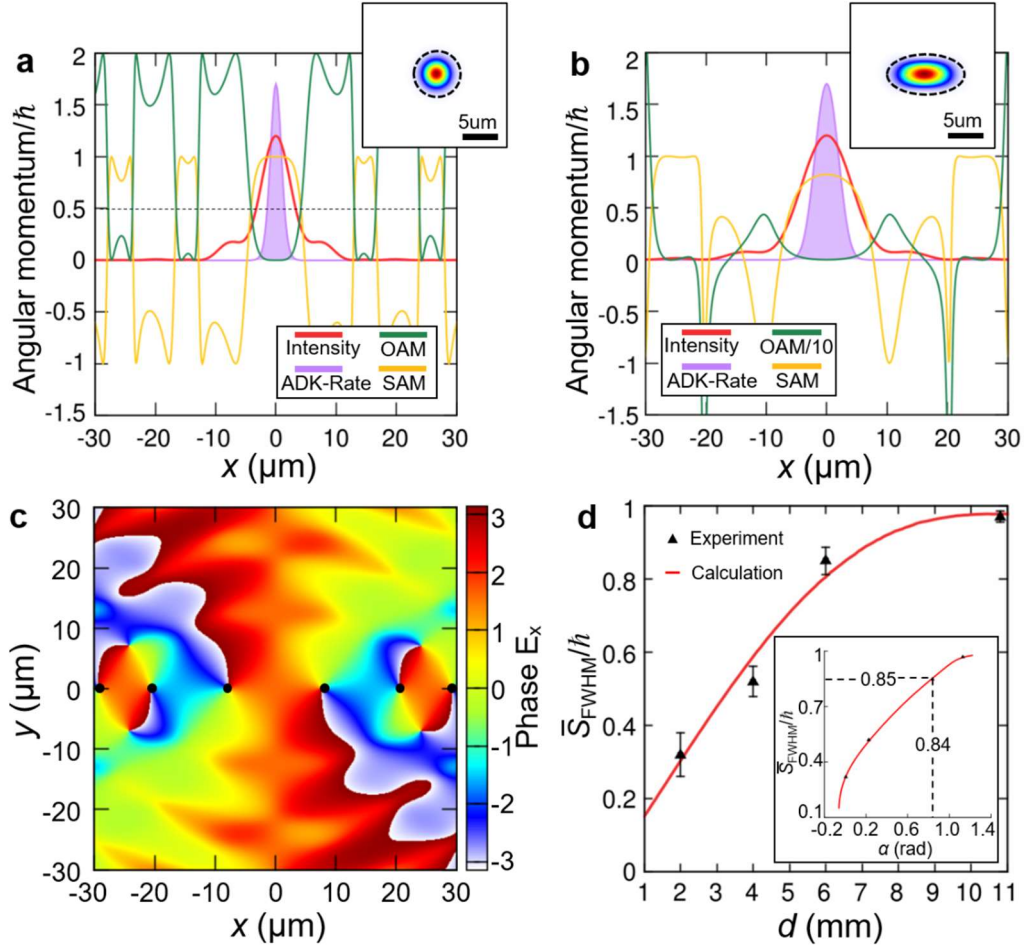 a
2
1.5
1
0.5
0
-0.5
-1
-1.5
Angular momentum/ℏ
5um
Intensity
OAM
ADK-Rate
SAM
-30
-20
-10
0
10
20
30
x (μm)
b
2
1.5
1
0.5
0
-0.5
-1
-1.5
Angular momentum/ℏ
5um
Intensity
OAM/10
ADK-Rate
SAM
-30
-20
-10
0
10
20
30
x (μm)
c
30
20
10
0
-10
-20
-30
y (μm)
-30
-20
-10
0
10
20
30
x (μm)
3
2
1
0
-1
-2
-3
Phase Eₓ
d
1
0.8
0.6
0.4
0.2
0
S̅FWHM/ℏ
Experiment
Calculation
1
0.7
0.4
0.1
S̅FWHM/ℏ
0.85
0.84
-0.2
0.2
0.6
1.0
1.4
α (rad)
1
2
3
4
5
6
7
8
9
10
11
d (mm)